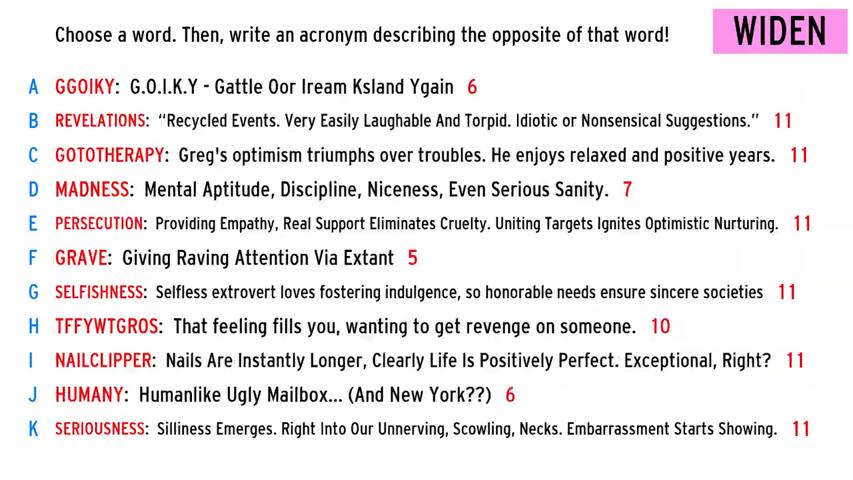 Choose a word. Then, write an acronym describing the opposite of that word!
WIDEN
A GGOIKY: G.O.I.K.Y - Gattle Oor Iream Ksland Ygain 6
B REVELATIONS: “Recycled Events. Very Easily Laughable And Torpid. Idiotic or Nonsensical Suggestions.” 11
C GOTOTHERAPY: Greg's optimism triumphs over troubles. He enjoys relaxed and positive years. 11
D MADNESS: Mental Aptitude, Discipline, Niceness, Even Serious Sanity. 7
E PERSECUTION: Providing Empathy, Real Support Eliminates Cruelty. Uniting Targets Ignites Optimistic Nurturing. 11
F GRAVE: Giving Raving Attention Via Extant 5
G SELFISHNESS: Selfless extrovert loves fostering indulgence, so honorable needs ensure sincere societies 11
H TFFYWTGROS: That feeling fills you, wanting to get revenge on someone. 10
I NAILCLIPPER: Nails Are Instantly Longer, Clearly Life Is Positively Perfect. Exceptional, Right? 11
J HUMANY: Humanlike Ugly Mailbox... (And New York??) 6
K SERIOUSNESS: Silliness Emerges. Right Into Our Unnerving, Scowling, Necks. Embarrassment Starts Showing. 11